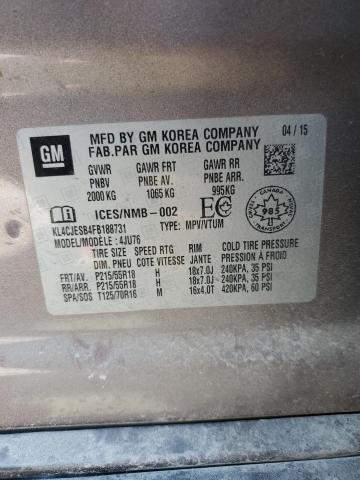 GM
MFD BY GM KOREA COMPANY
FAB.PAR GM KOREA COMPANY
04/15
GVWR GAWR FRT GAWR RR
PNBV PNBE AV. PNBE ARR.
2000 KG 1065 KG 995KG
ICES/NMB-002
EC
985
TRANSPORT
KL4CJESB4FB188731 TYPE: MPV/VTUM
MODEL/MODELE: 4JU76
TIRE SIZE SPEED RTG RIM COLD TIRE PRESSURE
DIM. PNEU COTE VITESSE JANTE PRESSION À FROID
FRT/AV. P215/55R18 H 18x7.0J 240KPA, 35 PSI
RR/ARR. P215/55R18 H 18x7.0J 240KPA, 35 PSI
SPA/SOS T125/70R16 M 16x4.0T 420KPA, 60 PSI